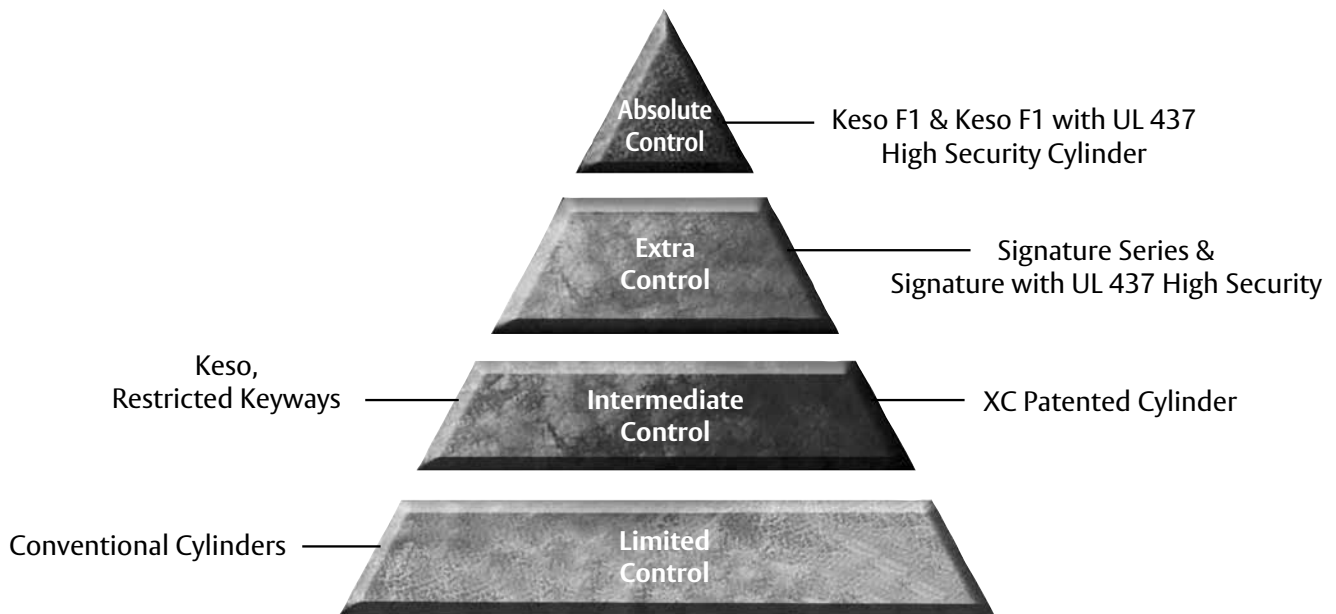 Absolute
Control
Keso F1 & Keso F1 with UL 437
High Security Cylinder
Extra
Control
Signature Series &
Signature with UL 437 High Security
Keso,
Restricted Keyways
Intermediate
Control
XC Patented Cylinder
Conventional Cylinders
Limited
Control